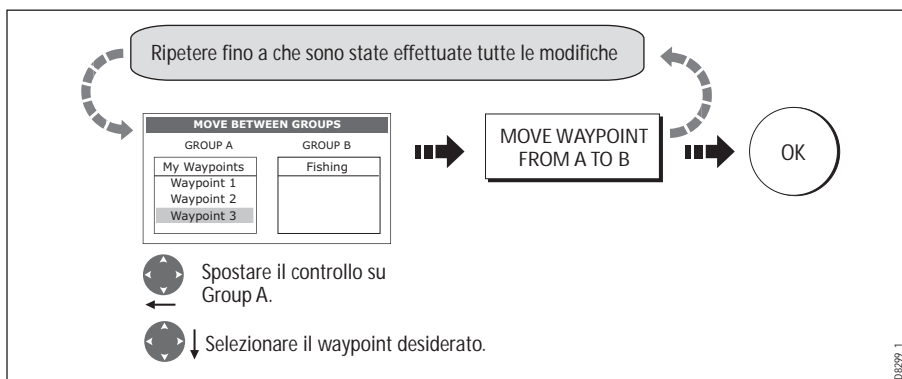 Ripetere fino a che sono state effettuate tutte le modifiche
MOVE BETWEEN GROUPS
GROUP A
GROUP B
My Waypoints
Waypoint 1
Waypoint 2
Waypoint 3
Fishing
MOVE WAYPOINT
FROM A TO B
OK
Spostare il controllo su
Group A.
Selezionare il waypoint desiderato.
D8299_1